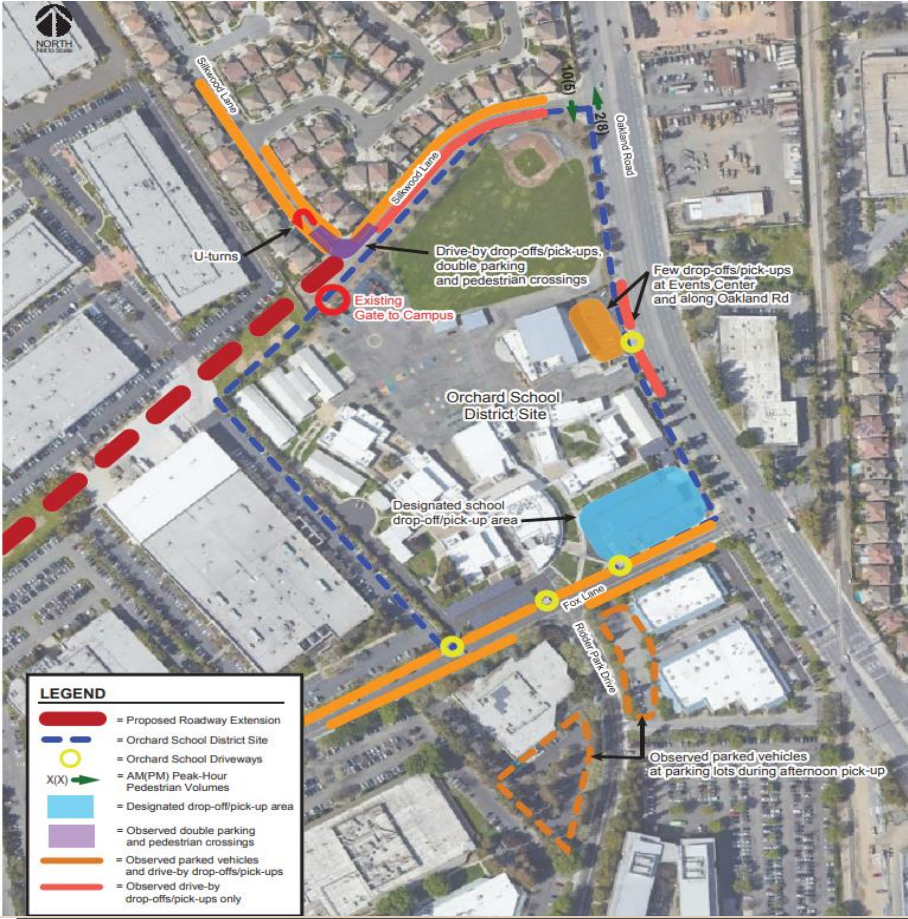 NORTH
Not to Scale
Silkwood Lane
10(5)
2(8)
Oakland Road
Silkwood Lane
U-turns
Drive-by drop-offs/pick-ups,
double parking
and pedestrian crossings
Few drop-offs/pick-ups
at Events Center
and along Oakland Rd
Existing
Gate to Campus
Orchard School
District Site
Designated school
drop-off/pick-up area
Fox Lane
Ridder Park Drive
Observed parked vehicles
at parking lots during afternoon pick-up
LEGEND
= Proposed Roadway Extension
= Orchard School District Site
= Orchard School Driveways
X(X) = AM(PM) Peak-Hour
Pedestrian Volumes
= Designated drop-off/pick-up area
= Observed double parking
and pedestrian crossings
= Observed parked vehicles
and drive-by drop-offs/pick-ups
= Observed drive-by
drop-offs/pick-ups only